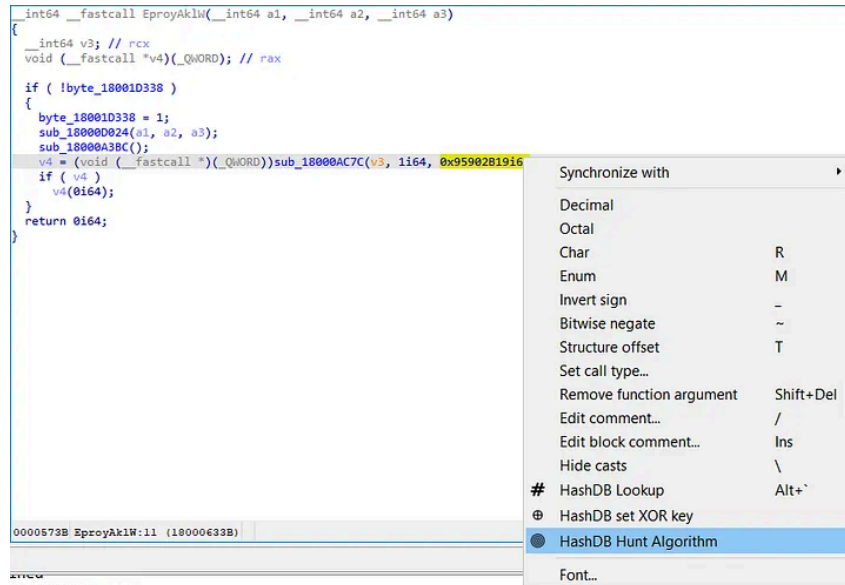 __int64 __fastcall EproyAklW(__int64 a1, __int64 a2, __int64 a3)
{
__int64 v3; // rcx
void (__fastcall *v4)(_QWORD); // rax
if ( !byte_18001D338 )
{
byte_18001D338 = 1;
sub_18000D024(a1, a2, a3);
sub_18000A3BC();
v4 = (void (__fastcall *)(_QWORD))sub_18000AC7C(v3, 1i64, 0x95902B19i6
if ( v4 )
v4(0i64);
}
return 0i64;
}
Synchronize with
Decimal
Octal
Char R
Enum M
Invert sign _
Bitwise negate ~
Structure offset T
Set call type...
Remove function argument Shift+Del
Edit comment... /
Edit block comment... Ins
Hide casts \
# HashDB Lookup Alt+`
HashDB set XOR key
HashDB Hunt Algorithm
Font...
0000573B EproyAklW:11 (18000633B)